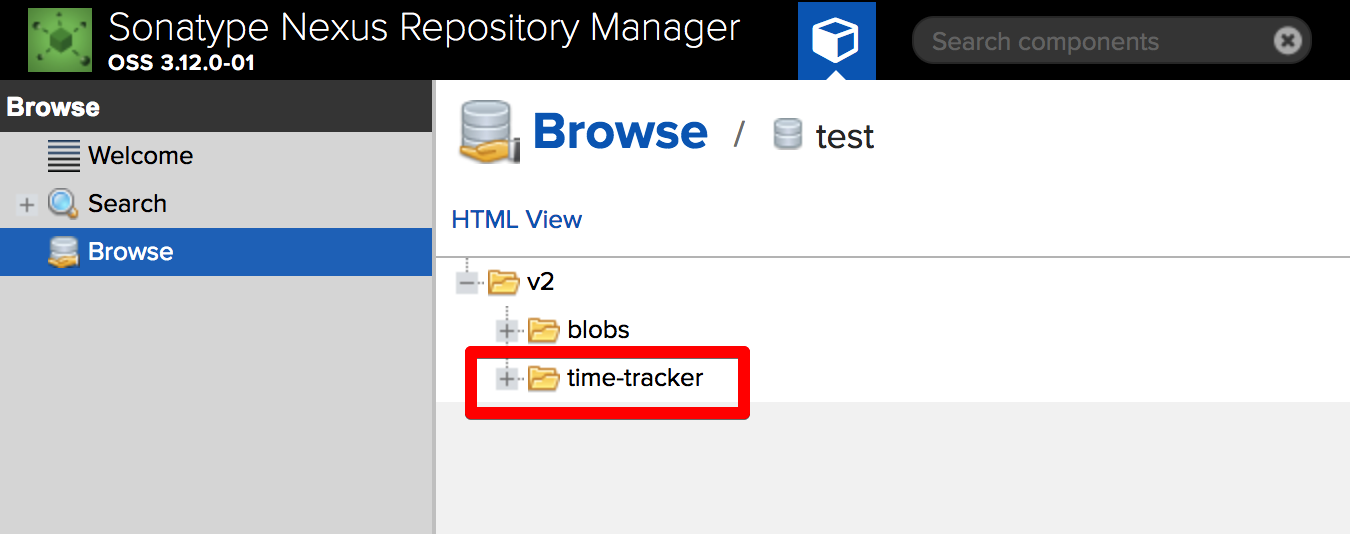 Sonatype Nexus Repository Manager
OSS 3.12.0-01
Search components
Browse
Welcome
Search
Browse
Browse / test
HTML View
v2
blobs
time-tracker